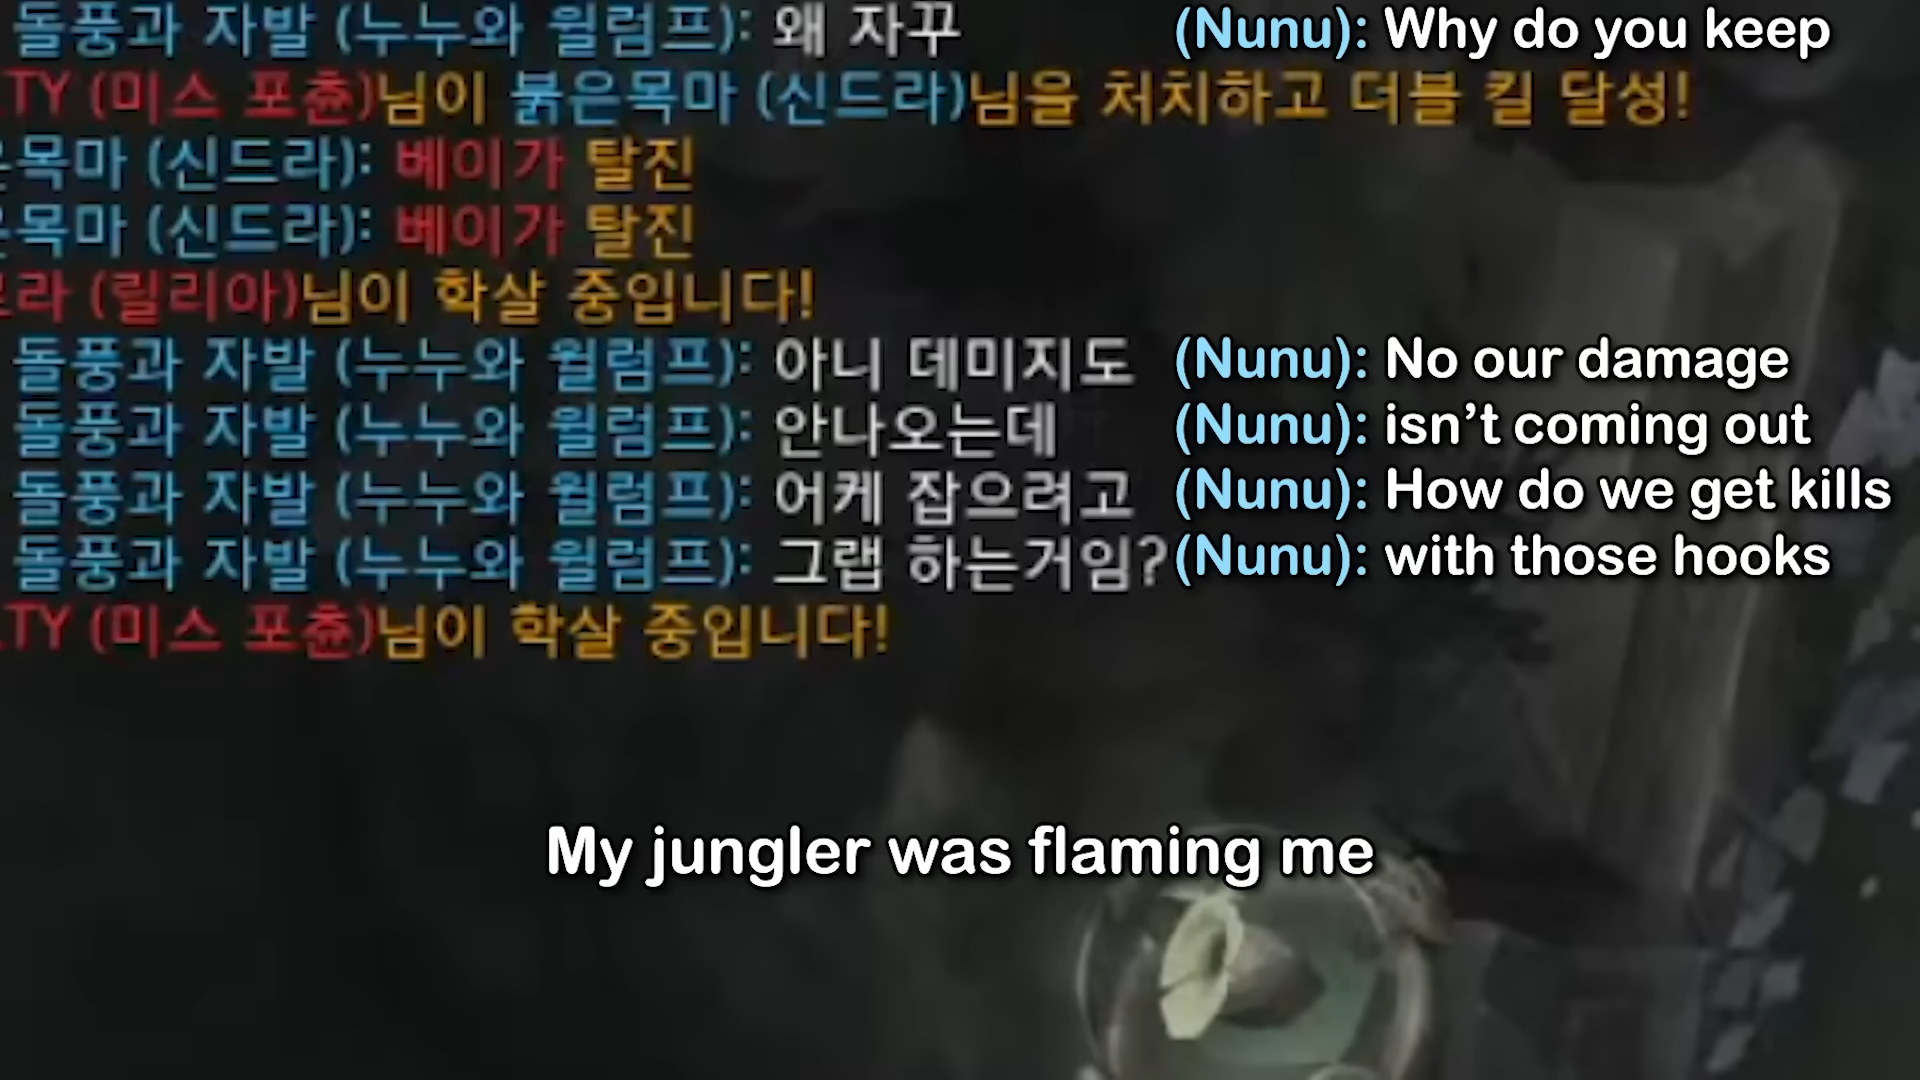 돌풍과 자발 (누누와 윌럼프): 왜 자꾸 (Nunu): Why do you keep
TY (미스 포츈)님이 붉은목마 (신드라)님을 처치하고 더블 킬 달성!
목마 (신드라): 베이가 탈진
목마 (신드라): 베이가 탈진
라 (릴리아)님이 학살 중입니다!
돌풍과 자발 (누누와 윌럼프): 아니 데미지도 (Nunu): No our damage
돌풍과 자발 (누누와 윌럼프): 안나오는데 (Nunu): isn't coming out
돌풍과 자발 (누누와 윌럼프): 어케 잡으려고 (Nunu): How do we get kills
돌풍과 자발 (누누와 윌럼프): 그랩 하는거임? (Nunu): with those hooks
TY (미스 포츈)님이 학살 중입니다!
My jungler was flaming me